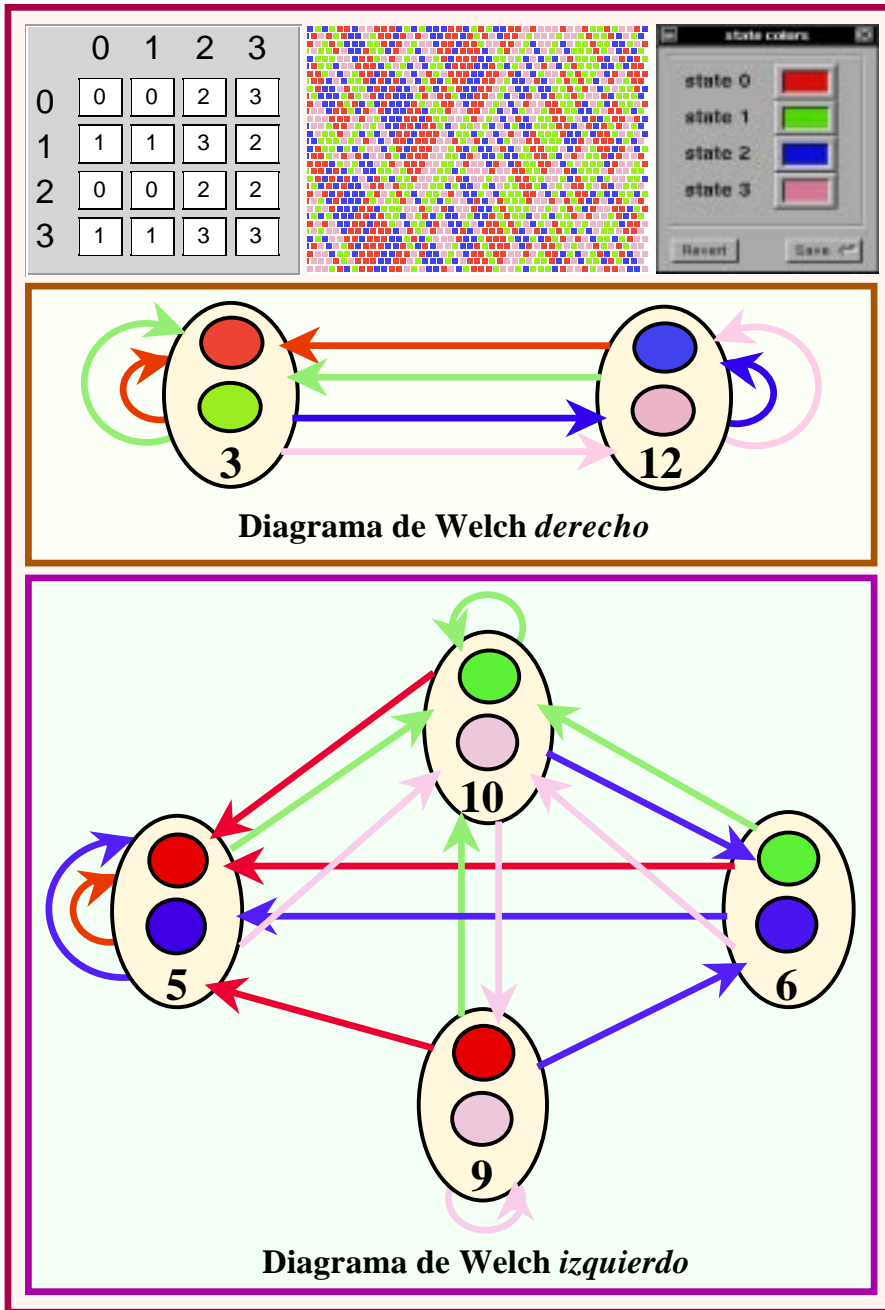 0 1 2 3
0 0 0 2 3
1 1 1 3 2
2 0 0 2 2
3 1 1 3 3
state colors
state 0
state 1
state 2
state 3
Revert Save
3 12
Diagrama de Welch derecho
10
5 6
9
Diagrama de Welch izquierdo